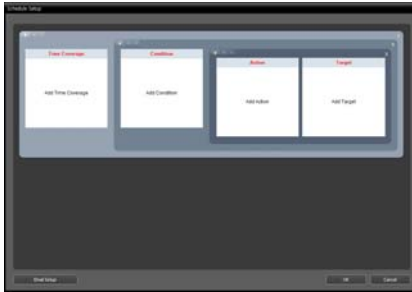 Schedule Setup
Time Coverage
Condition
Action
Target
Add Time Coverage
Add Condition
Add Action
Add Target
Email Setup
OK
Cancel